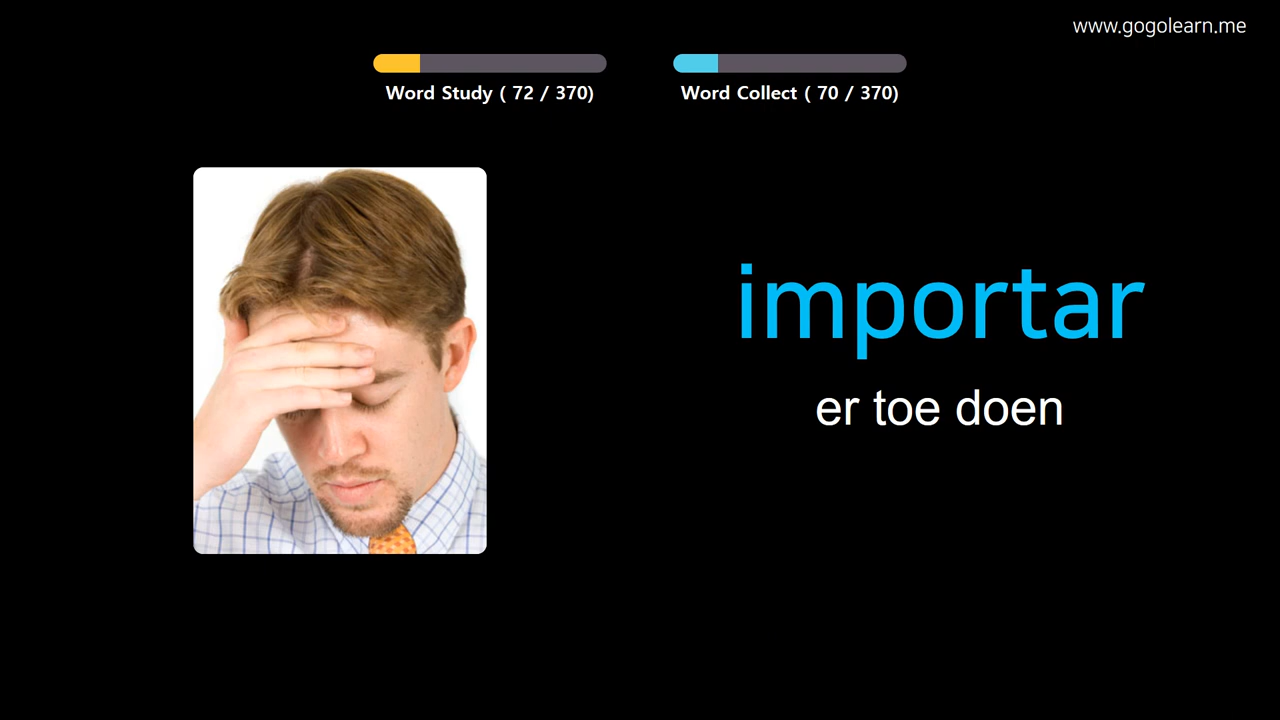 www.gogolearn.me
Word Study ( 72 / 370)
Word Collect ( 70 / 370)
importar
er toe doen